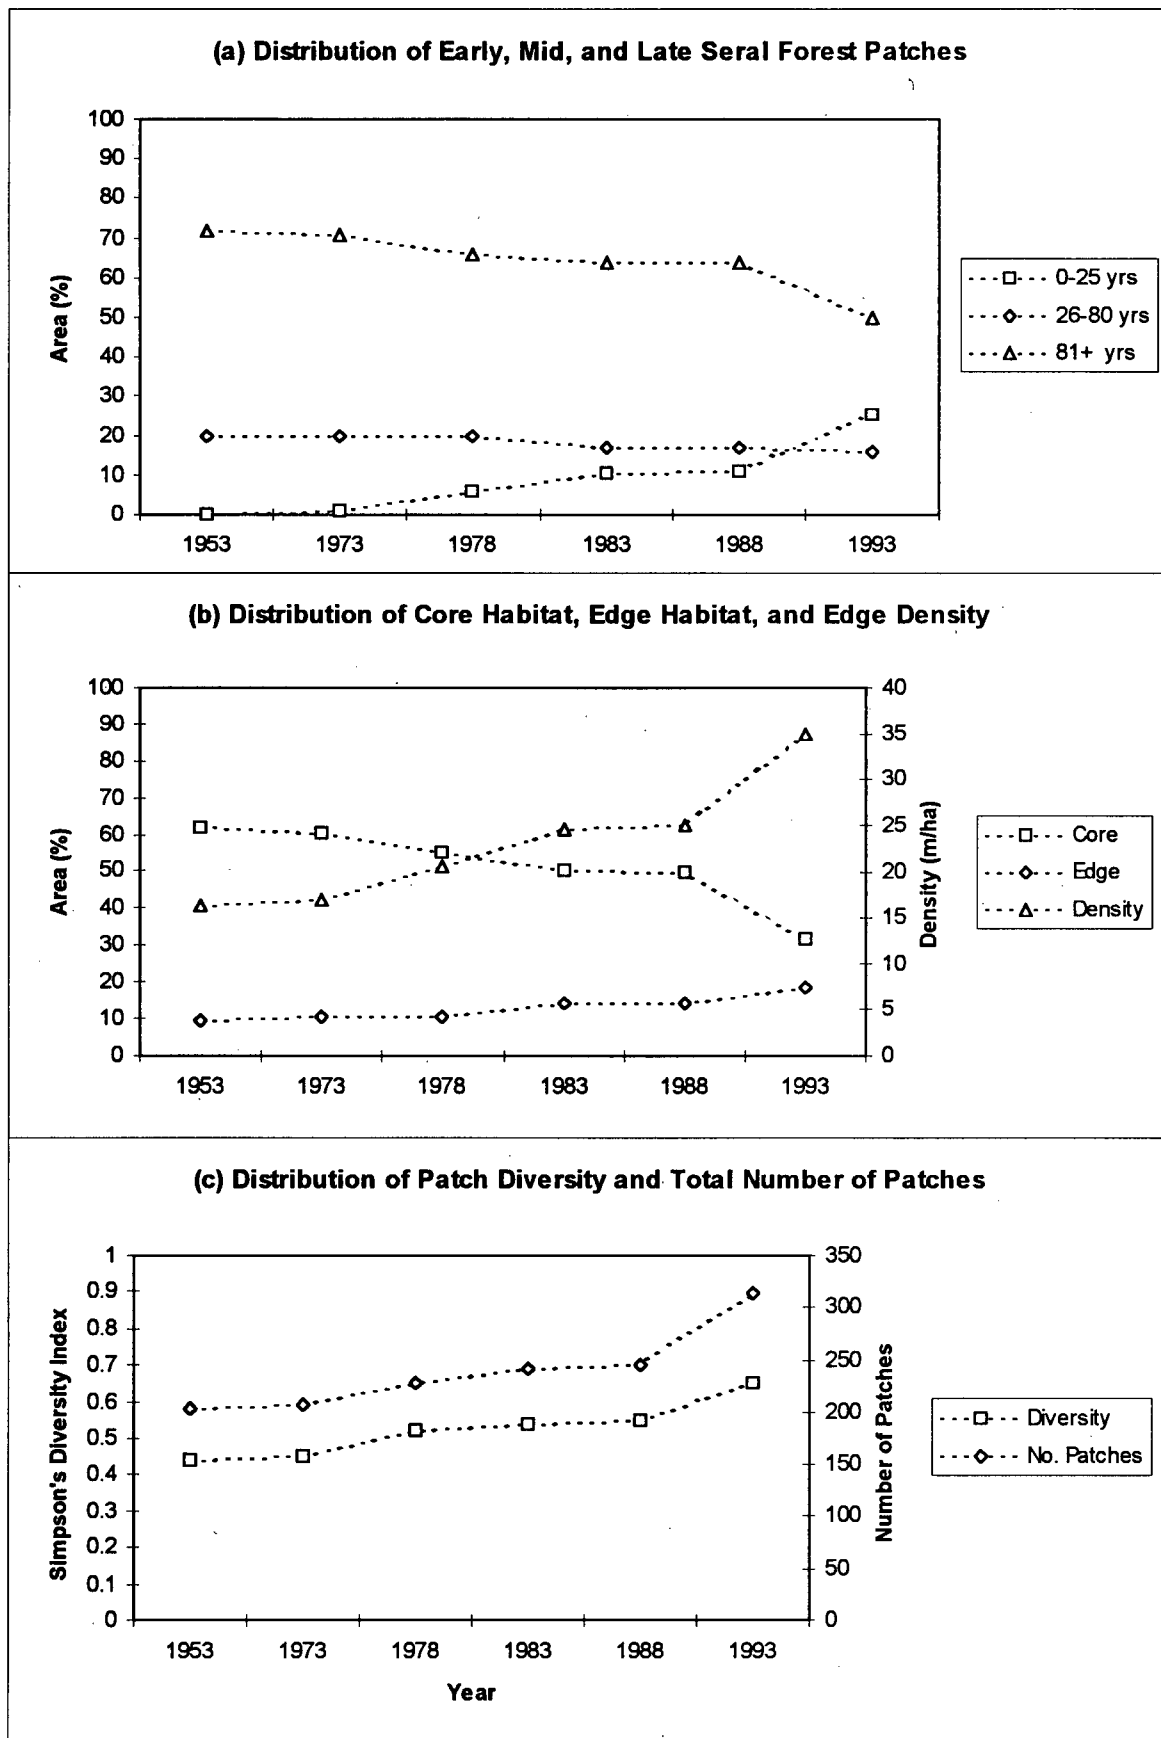 (a) Distribution of Early, Mid, and Late Seral Forest Patches
100
90
80
70
60
50
40
30
20
10
0
Area (%)
1953 1973 1978 1983 1988 1993
0-25 yrs
26-80 yrs
81+ yrs
(b) Distribution of Core Habitat, Edge Habitat, and Edge Density
100
90
80
70
60
50
40
30
20
10
0
Area (%)
40
35
30
25
20
15
10
5
0
Density (m/ha)
1953 1973 1978 1983 1988 1993
Core
Edge
Density
(c) Distribution of Patch Diversity and Total Number of Patches
1
0.9
0.8
0.7
0.6
0.5
0.4
0.3
0.2
0.1
0
Simpson's Diversity Index
350
300
250
200
150
100
50
0
Number of Patches
1953 1973 1978 1983 1988 1993
Year
Diversity
No. Patches